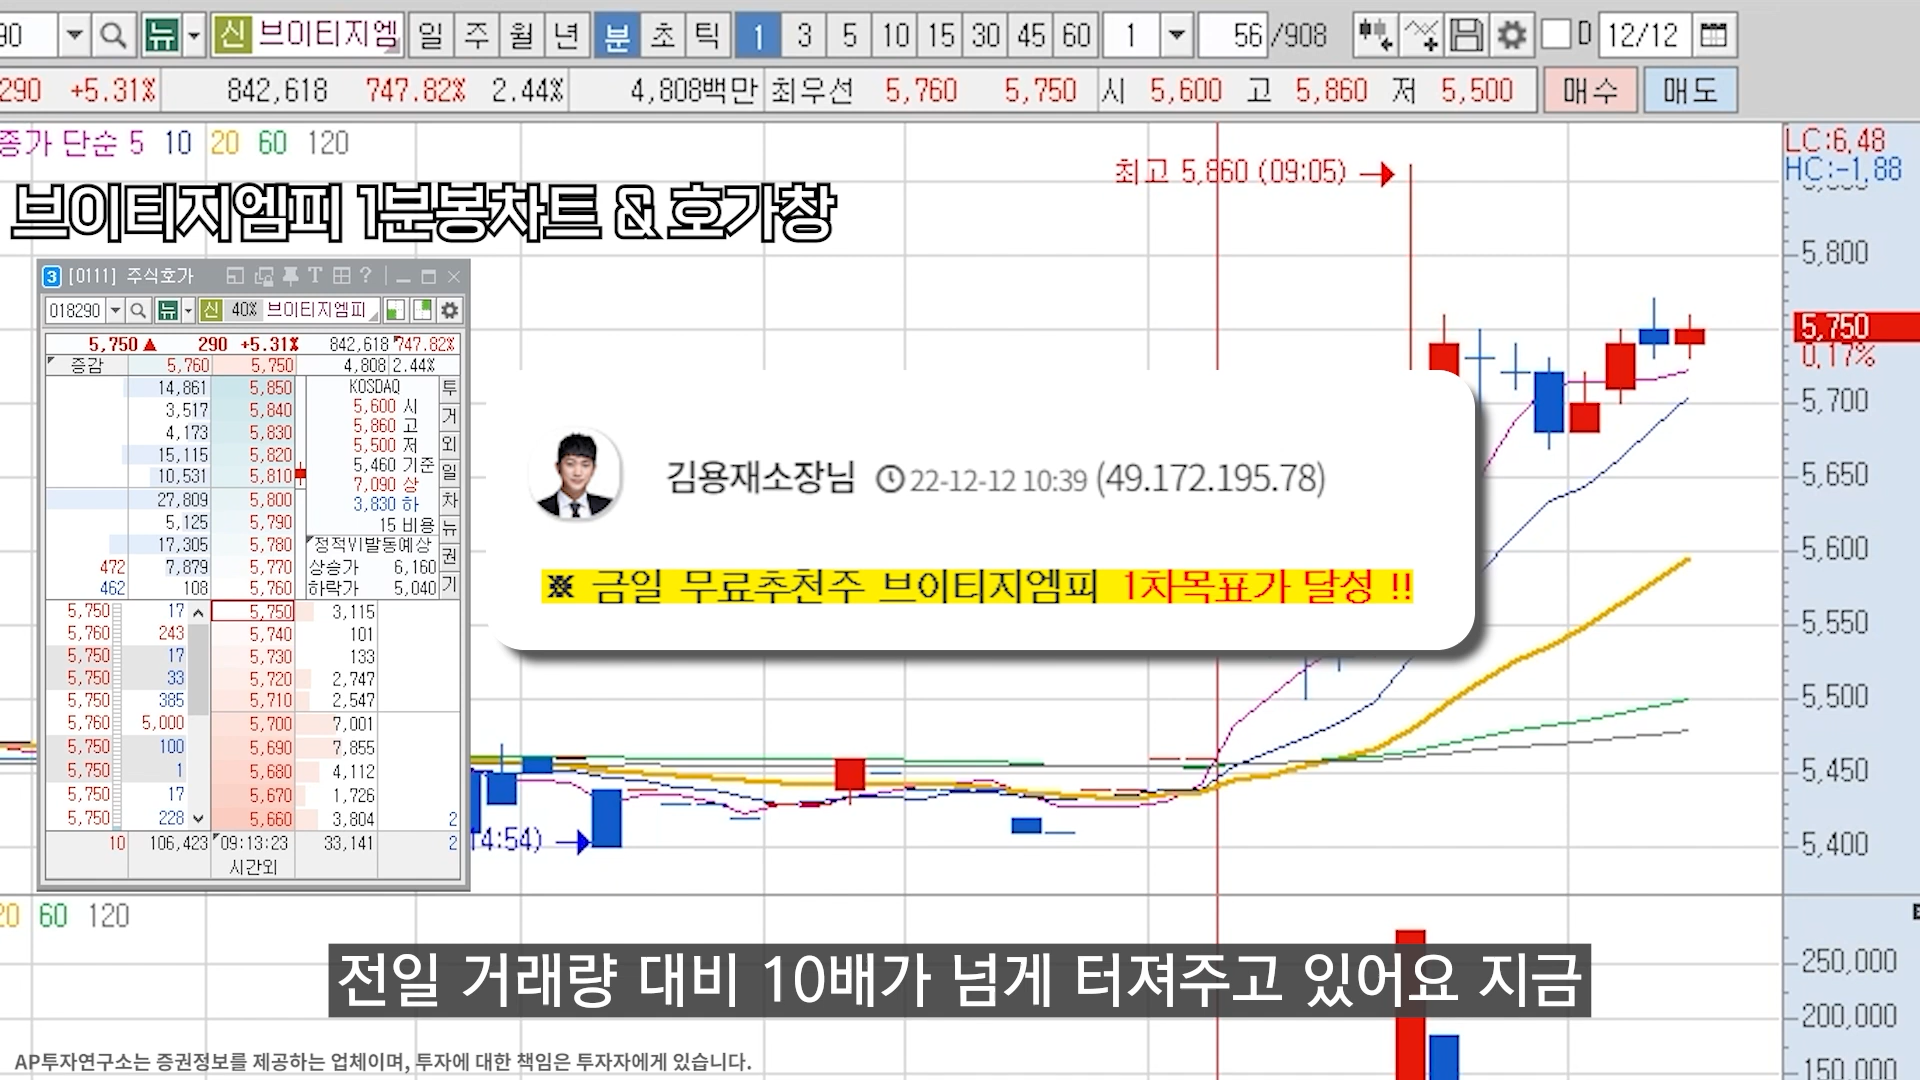 90 뉴 신 브이티지엠 일 주 월 년 분 초 틱 1 3 5 10 15 30 45 60 1 56 /908 D 12/12
290 +5.31% 842,618 747.82% 2.44% 4,808백만 최우선 5,760 5,750 시 5,600 고 5,860 저 5,500 매수 매도
종가 단순 5 10 20 60 120
LC:6.48
HC:-1.88
최고 5,860 (09:05)
브이티지엠피 1분봉차트 & 호가창
3 [0111] 주식호가
018290 뉴 신 40% 브이티지엠피
5,750 ▲ 290 +5.31% 842,618 747.82%
증감 5,760 5,750 4,808 2.44%
14,861 5,850 KOSDAQ 투
3,517 5,840 5,600 시
4,173 5,830 5,860 고 거
15,115 5,820 5,500 저 외
10,531 5,810 5,460 기준 일
7,090 상
27,809 5,800 3,830 하 차
5,125 5,790 15 비용 뉴
17,305 5,780 정적VI발동예상
472 7,879 5,770 상승가 6,160 권
462 108 5,760 하락가 5,040 기
5,750 17 5,750 3,115
5,760 243 5,740 101
5,750 17 5,730 133
5,750 33 5,720 2,747
5,750 385 5,710 2,547
5,760 5,000 5,700 7,001
5,750 100 5,690 7,855
5,750 1 5,680 4,112
5,750 17 5,670 1,726
5,750 228 5,660 3,804 2
10 106,423 09:13:23 33,141 2
시간외
김용재소장님 22-12-12 10:39 (49.172.195.78)
※ 금일 무료추천주 브이티지엠피 1차목표가 달성 !!
4:54)
5,800
5,750
0.17%
5,700
5,650
5,600
5,550
5,500
5,450
5,400
20 60 120
250,000
200,000
150,000
전일 거래량 대비 10배가 넘게 터져주고 있어요 지금
AP투자연구소는 증권정보를 제공하는 업체이며, 투자에 대한 책임은 투자자에게 있습니다.